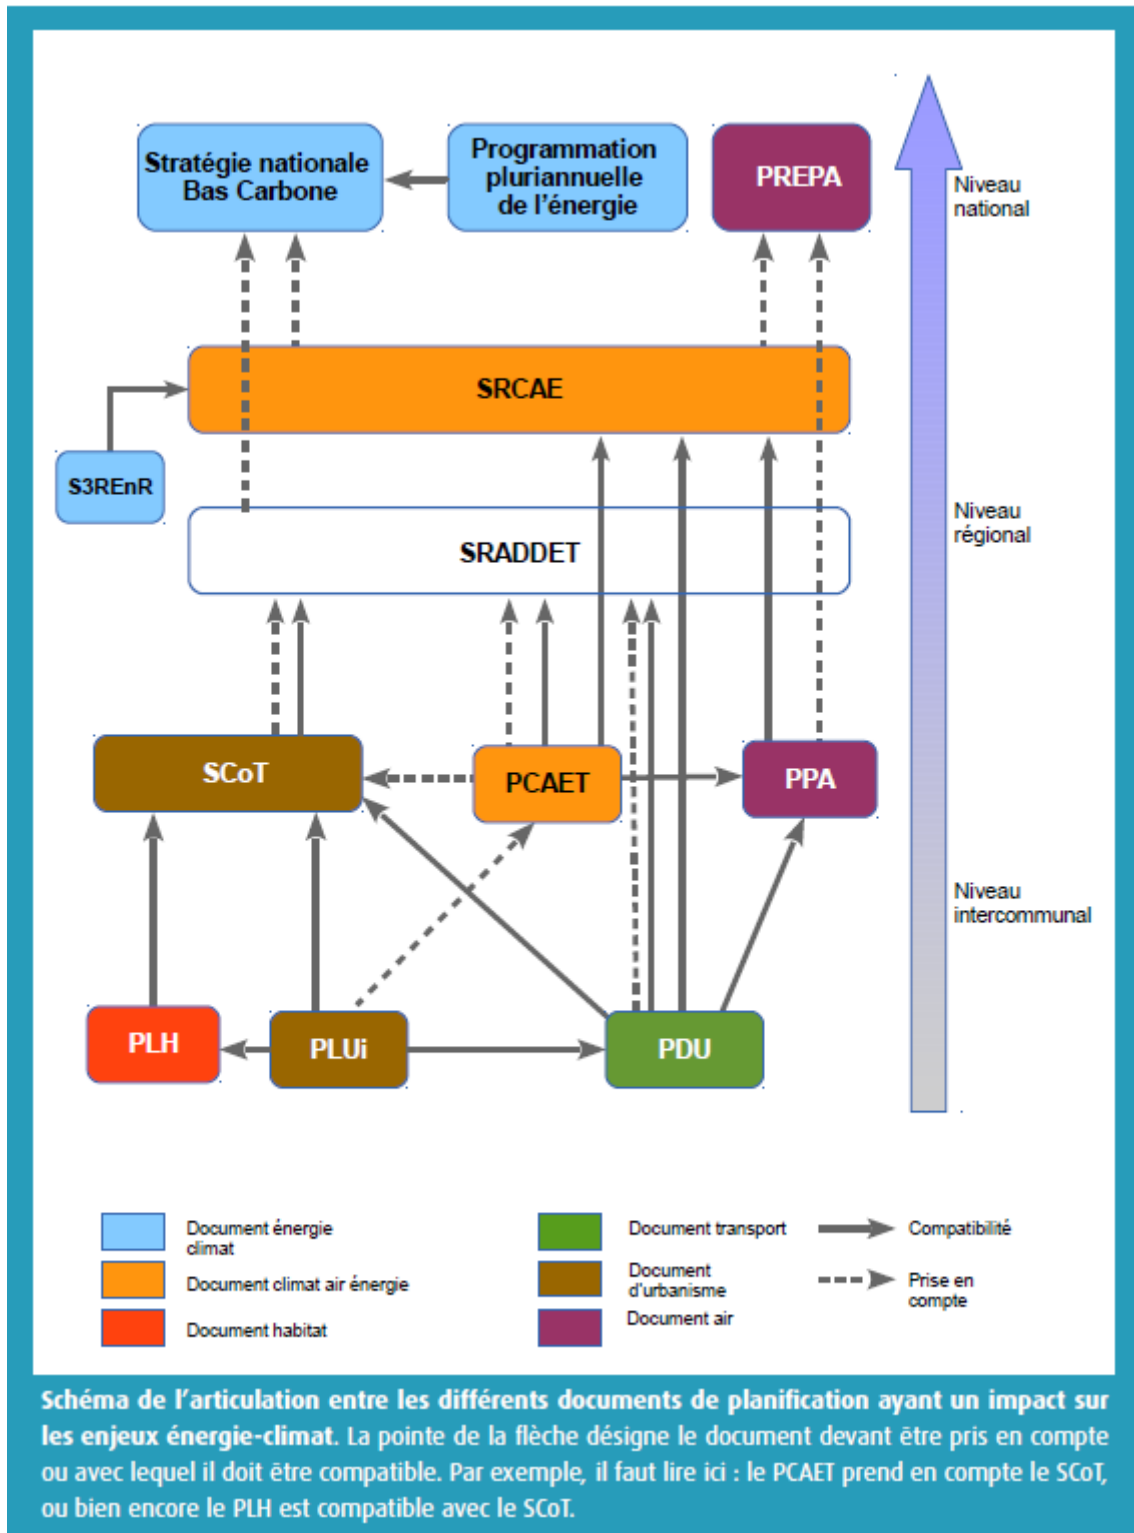 Stratégie nationale
Bas Carbone
Programmation
pluriannuelle
de l'énergie
PREPA
Niveau
national
SRCAE
S3REnR
Niveau
régional
SRADDET
SCoT
PCAET
PPA
Niveau
intercommunal
PLH
PLUi
PDU
Document énergie
climat
Document transport
Compatibilité
Document climat air énergie
Document
d'urbanisme
Prise en
compte
Document habitat
Document air
Schéma de l'articulation entre les différents documents de planification ayant un impact sur
les enjeux énergie-climat. La pointe de la flèche désigne le document devant être pris en compte
ou avec lequel il doit être compatible. Par exemple, il faut lire ici : le PCAET prend en compte le SCoT,
ou bien encore le PLH est compatible avec le SCoT.